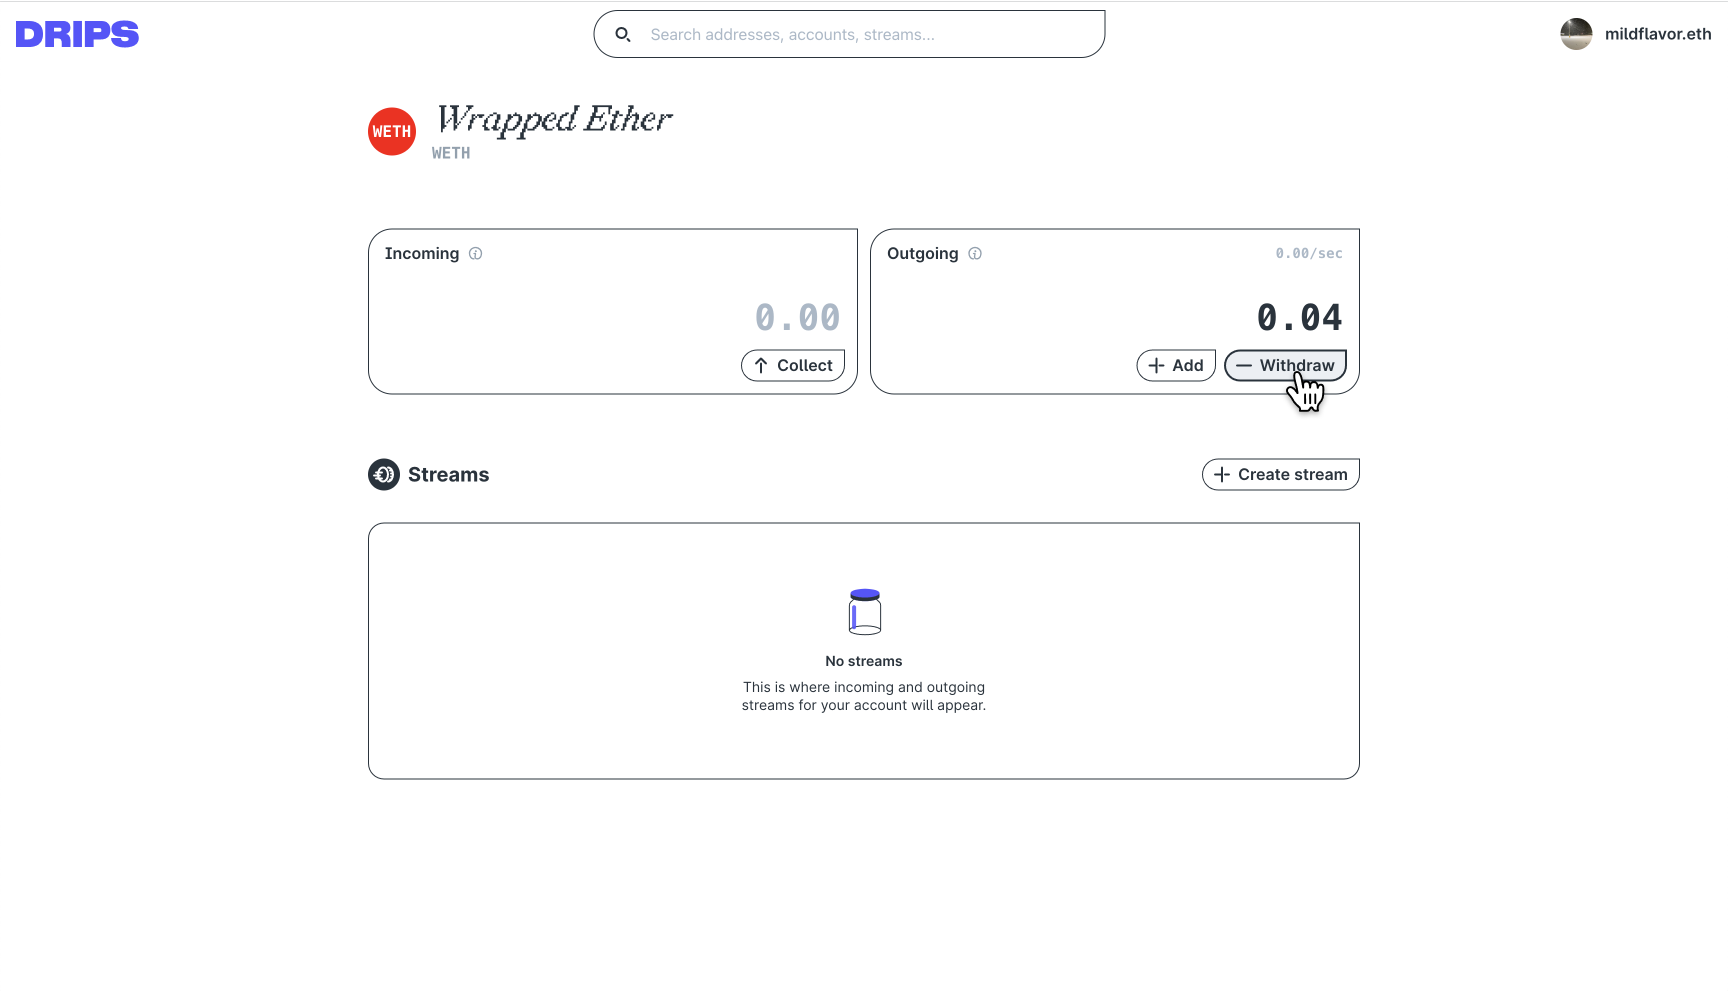 DRIPS
Search addresses, accounts, streams...
mildflavor.eth
WETH
Wrapped Ether
WETH
Incoming
0.00
Collect
Outgoing
0.00/sec
0.04
Add
Withdraw
Streams
Create stream
No streams
This is where incoming and outgoing
streams for your account will appear.